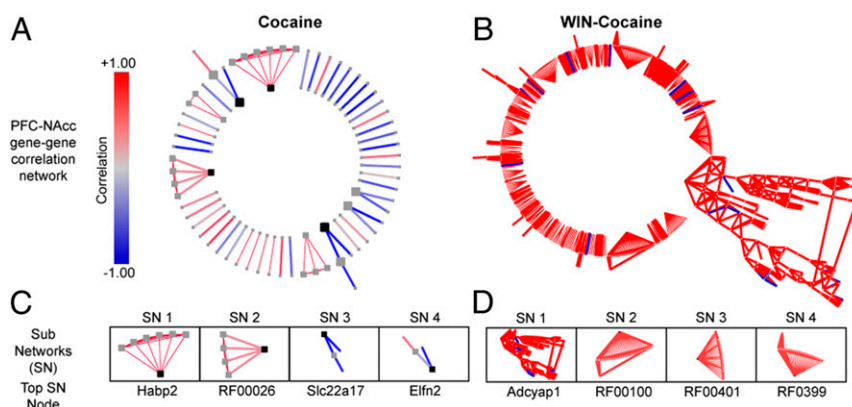 A
Cocaine
B
WIN-Cocaine
+1.00
PFC-NAcc
gene-gene
correlation
network
Correlation
-1.00
C
SN 1
SN 2
SN 3
SN 4
D
SN 1
SN 2
SN 3
SN 4
Sub
Networks
(SN)
Top SN
Node
Habp2
RF00026
Slc22a17
Elfn2
Adcyap1
RF00100
RF00401
RF0399